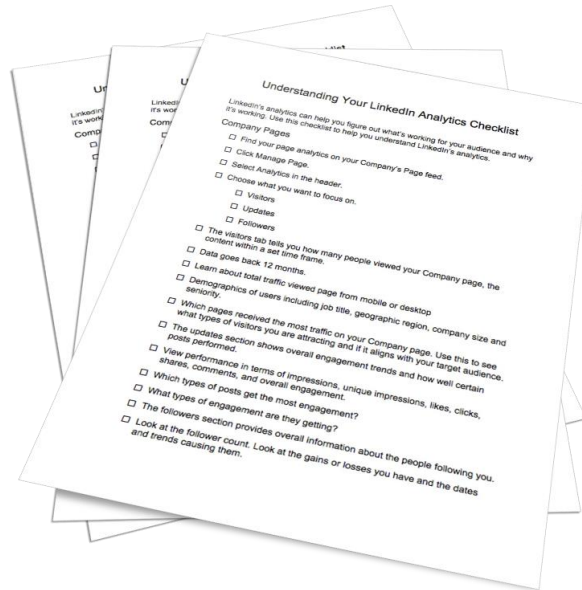 Understanding Your LinkedIn Analytics Checklist
LinkedIn's analytics can help you figure out what's working for your audience and why
it's working. Use this checklist to help you understand LinkedIn's analytics.
Company Pages
Find your page analytics on your Company's Page feed.
Click Manage Page.
Select Analytics in the header.
Choose what you want to focus on.
Visitors
Updates
Followers
The visitors tab tells you how many people viewed your Company page, the
content within a set time frame.
Data goes back 12 months.
Learn about total traffic viewed page from mobile or desktop
Demographics of users including job title, geographic region, company size and
seniority.
Which pages received the most traffic on your Company page. Use this to see
what types of visitors you are attracting and if it aligns with your target audience.
The updates section shows overall engagement trends and how well certain
posts performed.
View performance in terms of impressions, unique impressions, likes, clicks,
shares, comments, and overall engagement.
Which types of posts get the most engagement?
What types of engagement are they getting?
The followers section provides overall information about the people following you.
Look at the follower count. Look at the gains or losses you have and the dates
and trends causing them.